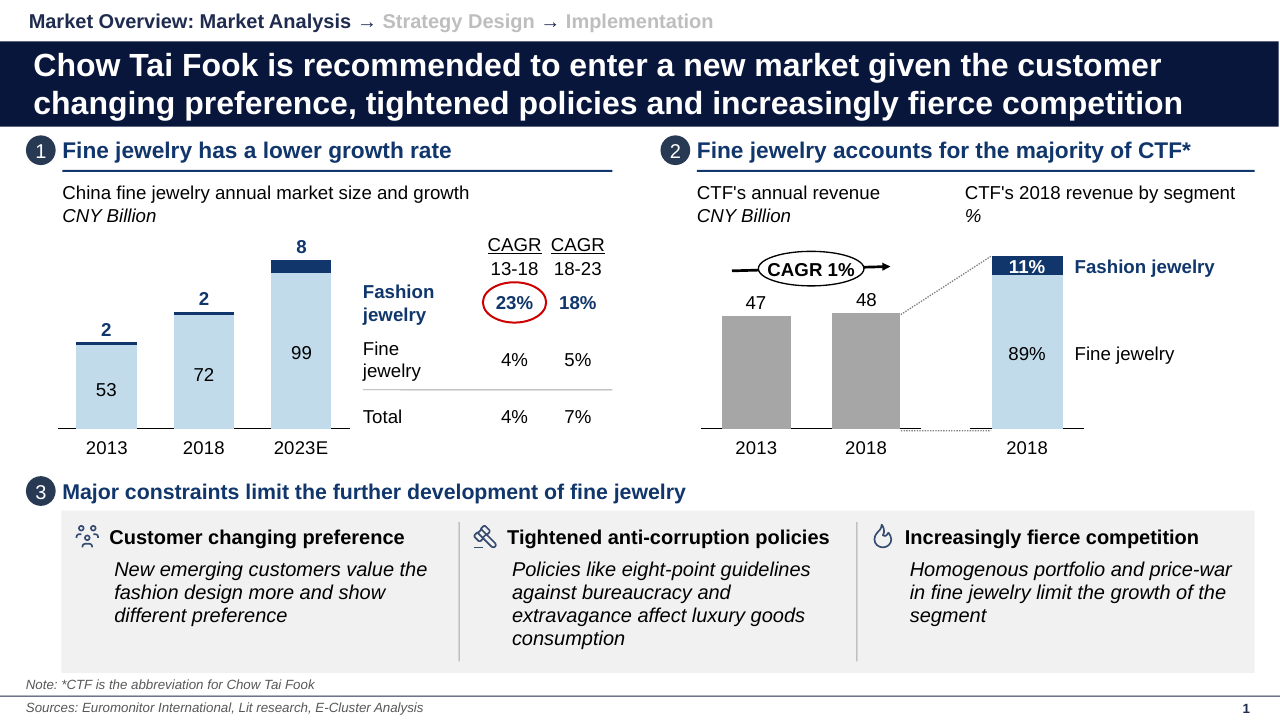 Market Overview: Market Analysis → Strategy Design → Implementation
Chow Tai Fook is recommended to enter a new market given the customer
changing preference, tightened policies and increasingly fierce competition
1 Fine jewelry has a lower growth rate
China fine jewelry annual market size and growth
CNY Billion
8
2
2
99
72
53
2013 2018 2023E
CAGR CAGR
13-18 18-23
Fashion
jewelry 23% 18%
Fine
jewelry 4% 5%
Total 4% 7%
2 Fine jewelry accounts for the majority of CTF*
CTF's annual revenue
CNY Billion
CAGR 1%
47 48
2013 2018
CTF's 2018 revenue by segment
%
11% Fashion jewelry
89% Fine jewelry
2018
3 Major constraints limit the further development of fine jewelry
Customer changing preference
New emerging customers value the
fashion design more and show
different preference
Tightened anti-corruption policies
Policies like eight-point guidelines
against bureaucracy and
extravagance affect luxury goods
consumption
Increasingly fierce competition
Homogenous portfolio and price-war
in fine jewelry limit the growth of the
segment
Note: *CTF is the abbreviation for Chow Tai Fook
Sources: Euromonitor International, Lit research, E-Cluster Analysis
1